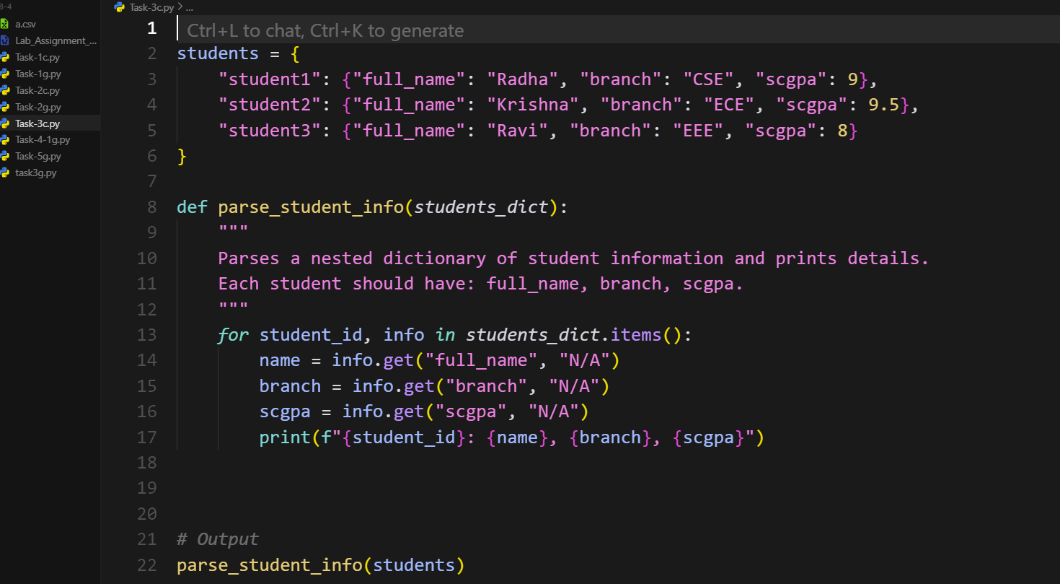 8-4
a.csv
Lab_Assignment_...
Task-1c.py
Task-1g.py
Task-2c.py
Task-2g.py
Task-3c.py
Task-4-1g.py
Task-5g.py
task3g.py
Task-3c.py > ...
1 Ctrl+L to chat, Ctrl+K to generate
2 students = {
3     "student1": {"full_name": "Radha", "branch": "CSE", "scgpa": 9},
4     "student2": {"full_name": "Krishna", "branch": "ECE", "scgpa": 9.5},
5     "student3": {"full_name": "Ravi", "branch": "EEE", "scgpa": 8}
6 }
7
8 def parse_student_info(students_dict):
9     """
10     Parses a nested dictionary of student information and prints details.
11     Each student should have: full_name, branch, scgpa.
12     """
13     for student_id, info in students_dict.items():
14         name = info.get("full_name", "N/A")
15         branch = info.get("branch", "N/A")
16         scgpa = info.get("scgpa", "N/A")
17         print(f"{student_id}: {name}, {branch}, {scgpa}")
18
19
20
21 # Output
22 parse_student_info(students)